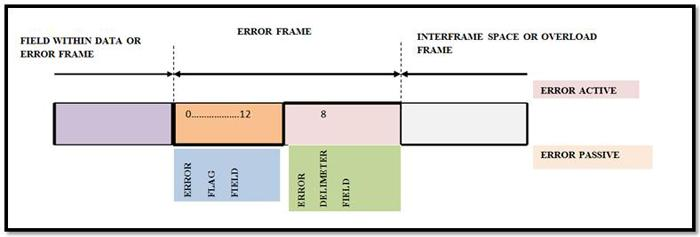 FIELD WITHIN DATA OR
ERROR FRAME
ERROR FRAME
INTERFRAME SPACE OR OVERLOAD
FRAME
ERROR ACTIVE
0...................12
8
ERROR PASSIVE
ERROR
FLAG
FIELD
ERROR
DELIMETER
FIELD